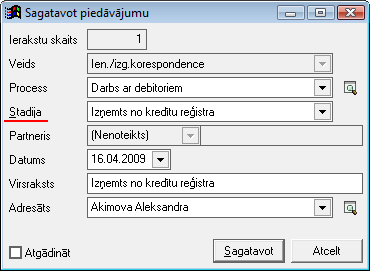 Sagatavot piedāvājumu
Ierakstu skaits 1
Veids Ien./izg.korespondence
Process Darbs ar debitoriem
Stadija Izņemts no kredītu reģistra
Partneris (Nenoteikts)
Datums 16.04.2009
Virsraksts Izņemts no kredītu reģistra
Adresāts Akimova Aleksandra
Atgādināt Sagatavot Atcelt